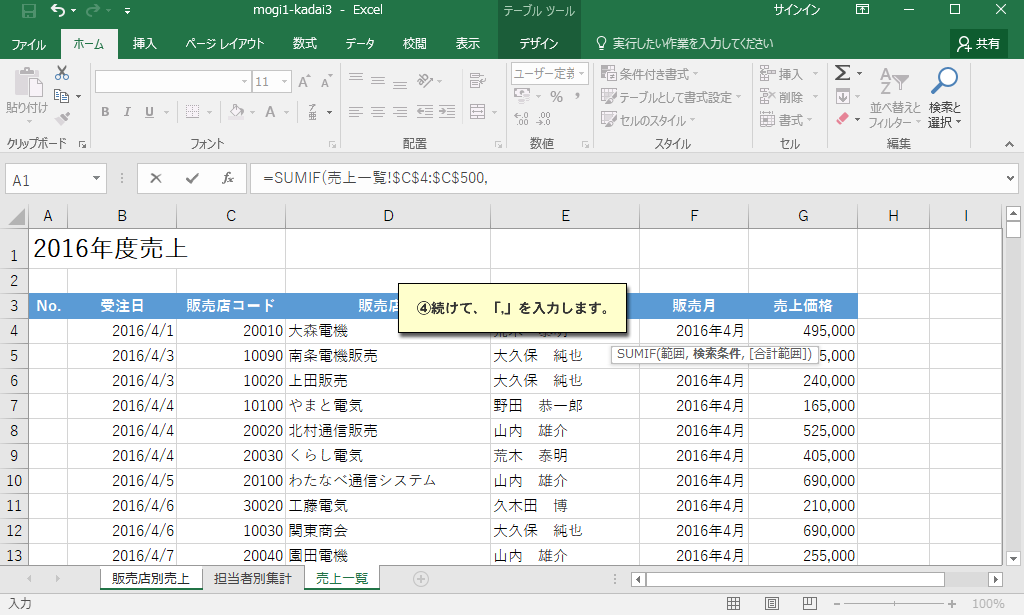 mogi1-kadai3 - Excel
テーブル ツール
サインイン
ファイル ホーム 挿入 ページ レイアウト 数式 データ 校閲 表示 デザイン 実行したい作業を入力してください 共有
貼り付け
クリップボード
11
B I U A
フォント
配置
ユーザー定義
% ,
数値
条件付き書式
テーブルとして書式設定
セルのスタイル
スタイル
挿入
削除
書式
セル
並べ替えと
フィルター
検索と
選択
編集
A1 =SUMIF(売上一覧!$C$4:$C$500,
A B C D E F G H I
1 2016年度売上
2
3 No. 受注日 販売店コード 販売店 販売月 売上価格
④続けて、「,」を入力します。
4 2016/4/1 20010 大森電機 2016年4月 495,000
5 2016/4/3 10090 南条電機販売 大久保 純也 5,000
SUMIF(範囲, 検索条件, [合計範囲])
6 2016/4/3 10020 上田販売 大久保 純也 2016年4月 240,000
7 2016/4/4 10100 やまと電気 野田 恭一郎 2016年4月 165,000
8 2016/4/4 20020 北村通信販売 山内 雄介 2016年4月 525,000
9 2016/4/4 20030 くらし電気 荒木 泰明 2016年4月 405,000
10 2016/4/5 20100 わたなべ通信システム 山内 雄介 2016年4月 690,000
11 2016/4/6 30020 工藤電気 久木田 博 2016年4月 210,000
12 2016/4/6 10030 関東商会 大久保 純也 2016年4月 690,000
13 2016/4/7 20040 園田電機 山内 雄介 2016年4月 255,000
販売店別売上 担当者別集計 売上一覧
入力 100%